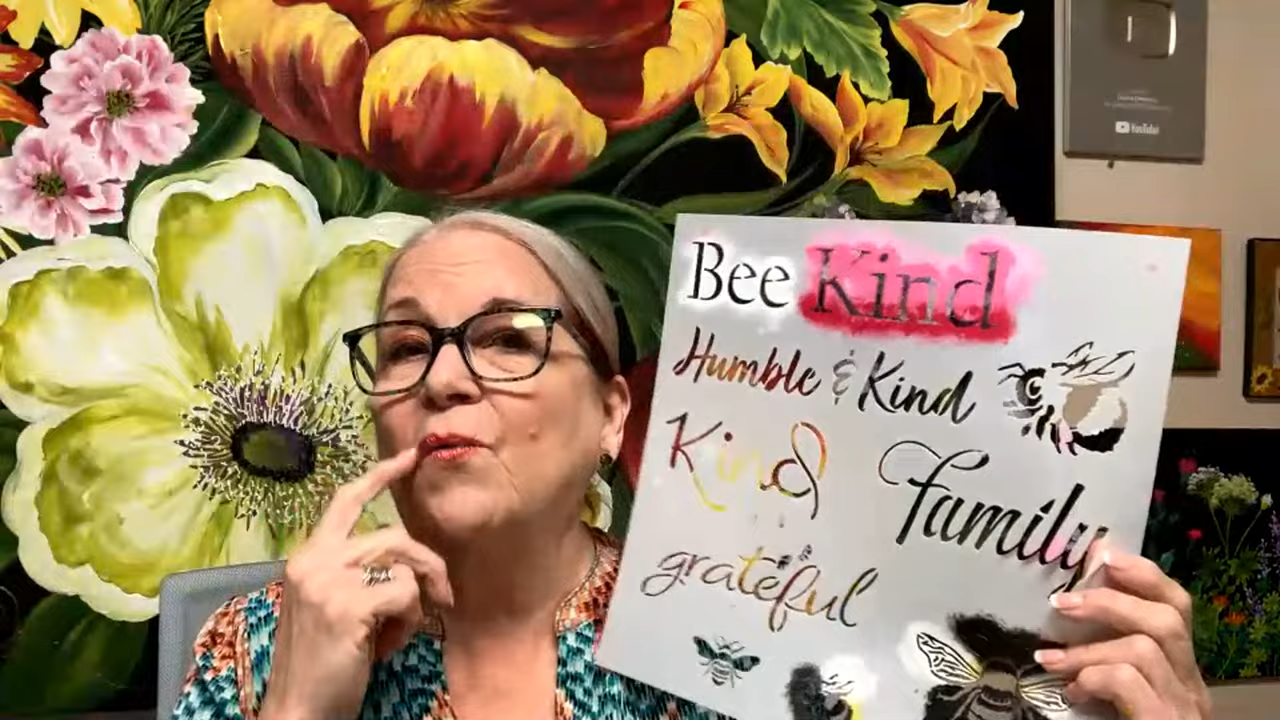 Bee Kind
Humble & Kind
Kind
family
grateful
YouTube